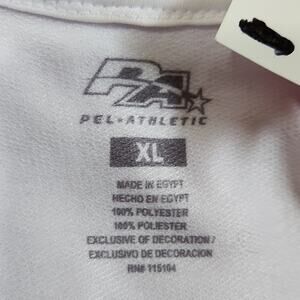 PA
PEL★ATHLETIC
XL
MADE IN EGYPT
HECHO EN EGIPTO
100% POLYESTER
100% POLIESTER
EXCLUSIVE OF DECORATION/
EXCLUSIVO DE DECORACION
RN# 115104